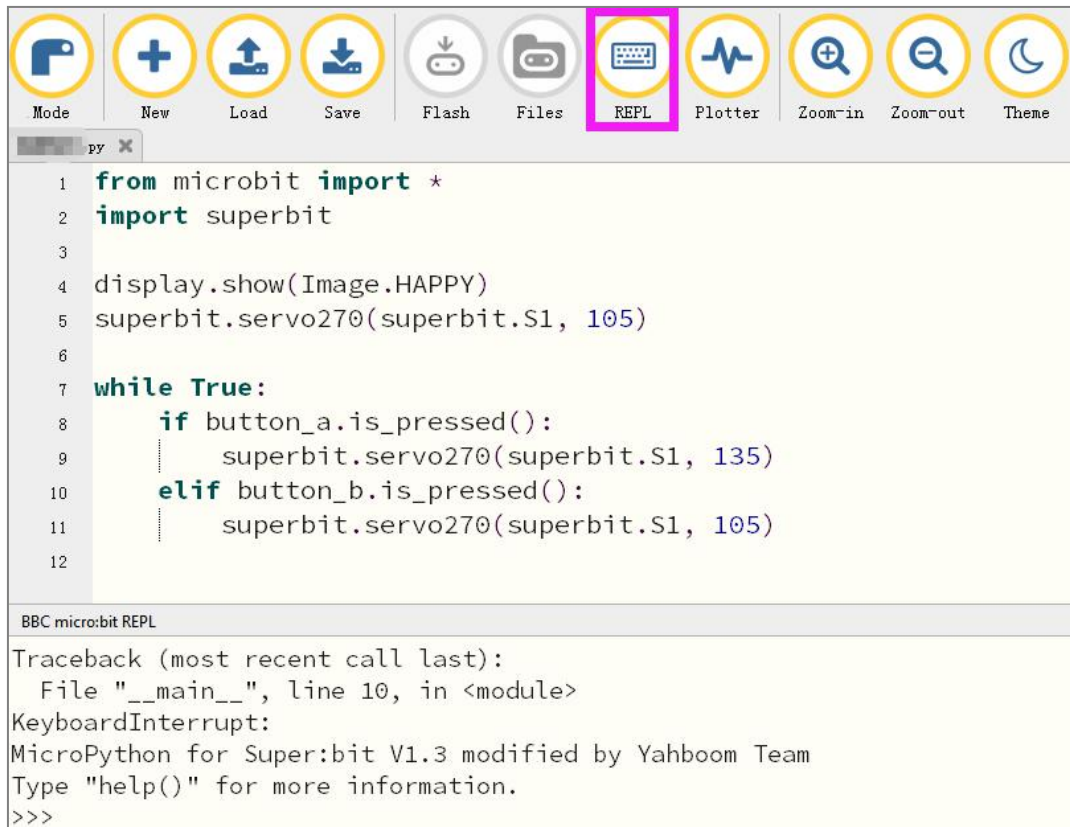 Mode New Load Save Flash Files REPL Plotter Zoom-in Zoom-out Theme
py
1 from microbit import *
2 import superbit
3
4 display.show(Image.HAPPY)
5 superbit.servo270(superbit.S1, 105)
6
7 while True:
8     if button_a.is_pressed():
9         superbit.servo270(superbit.S1, 135)
10     elif button_b.is_pressed():
11         superbit.servo270(superbit.S1, 105)
12
BBC micro:bit REPL
Traceback (most recent call last):
  File "__main__", line 10, in <module>
KeyboardInterrupt:
MicroPython for Super:bit V1.3 modified by Yahboom Team
Type "help()" for more information.
>>>